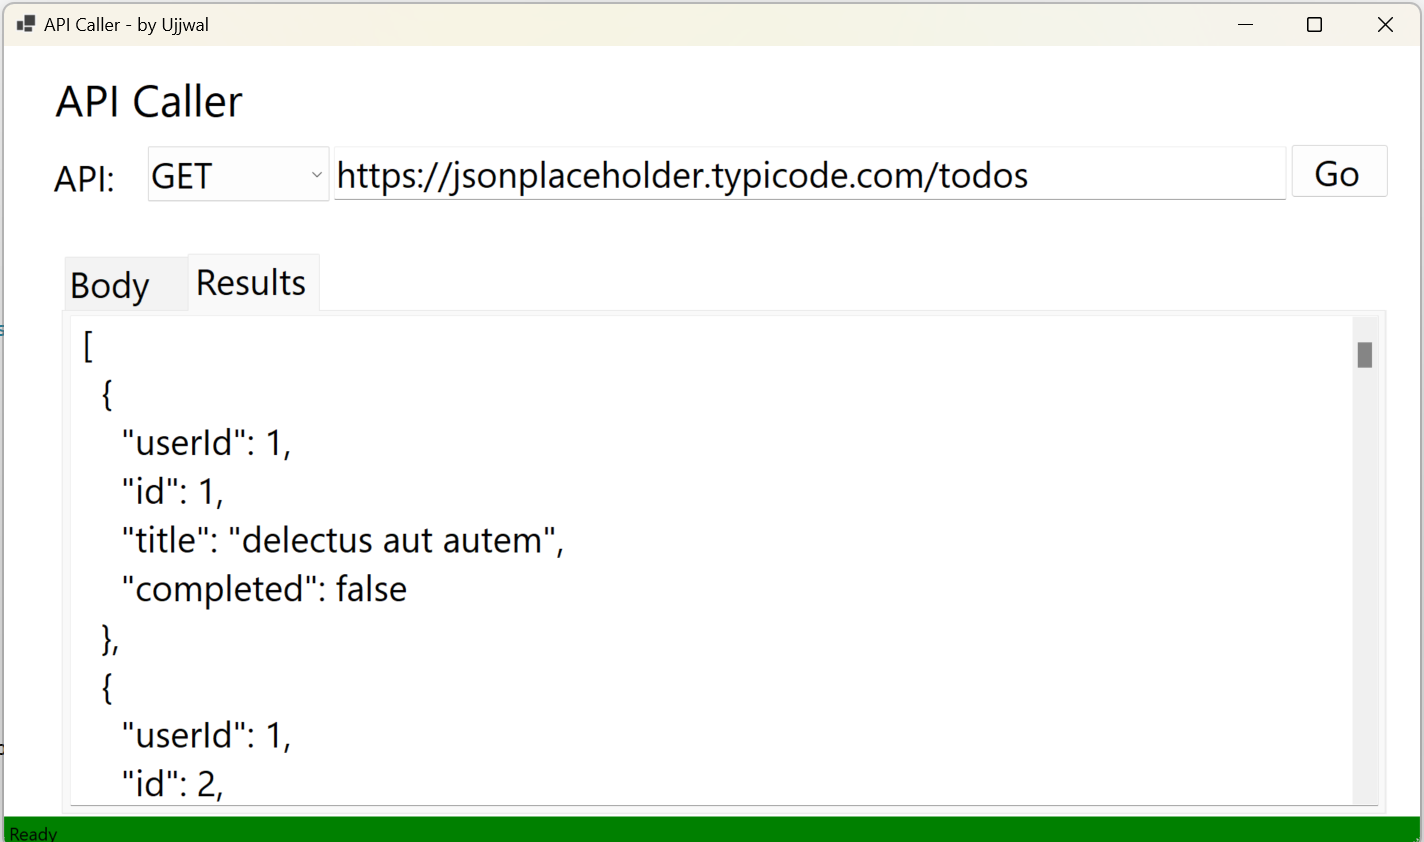 API Caller - by Ujjwal
API Caller
API: GET https://jsonplaceholder.typicode.com/todos Go
Body Results
[
{
"userId": 1,
"id": 1,
"title": "delectus aut autem",
"completed": false
},
{
"userId": 1,
"id": 2,
Ready